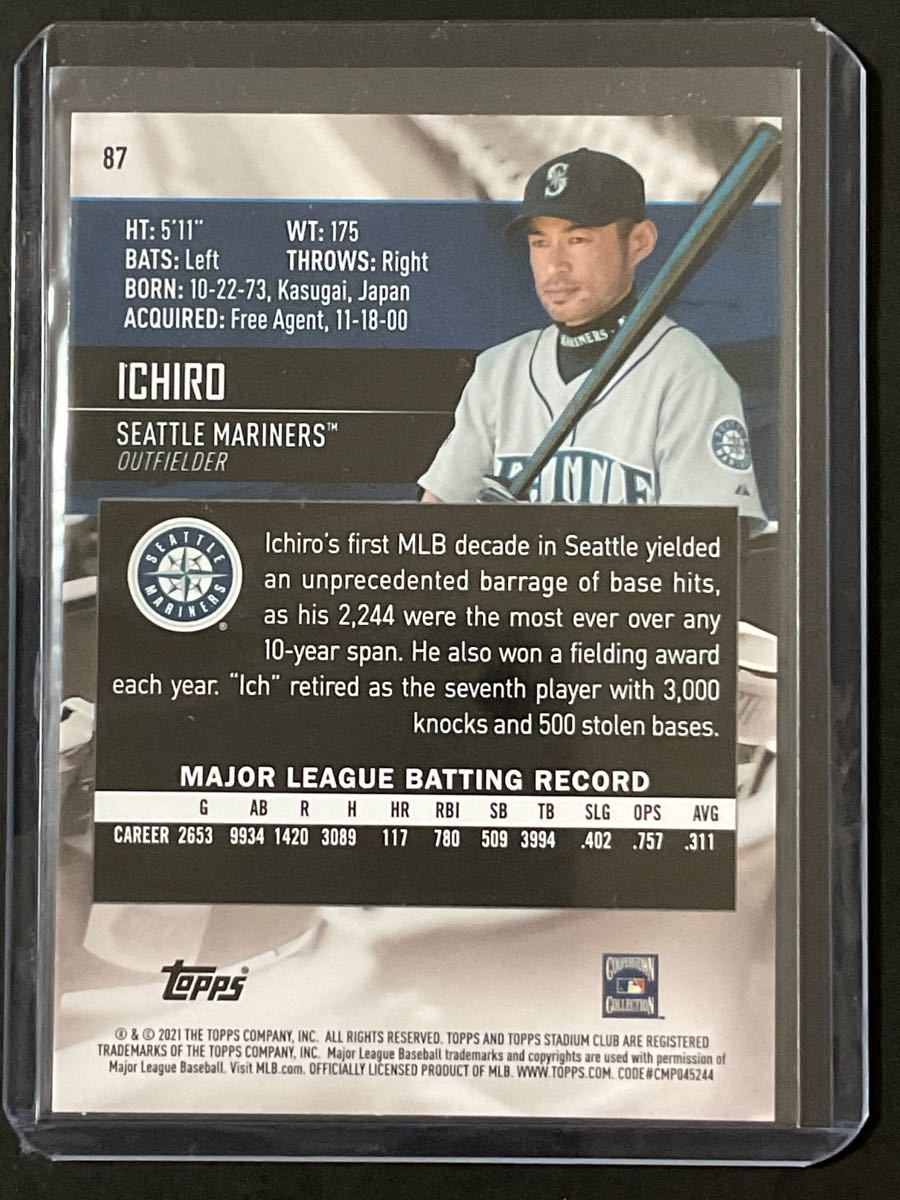 87
HT: 5'11" WT: 175
BATS: Left THROWS: Right
BORN: 10-22-73, Kasugai, Japan
ACQUIRED: Free Agent, 11-18-00
ICHIRO
SEATTLE MARINERS™
OUTFIELDER
S
MARINERS
SEATTLE MARINERS ®
Ichiro's first MLB decade in Seattle yielded
an unprecedented barrage of base hits,
as his 2,244 were the most ever over any
10-year span. He also won a fielding award
each year. "Ich" retired as the seventh player with 3,000
knocks and 500 stolen bases.
MAJOR LEAGUE BATTING RECORD
G AB R H HR RBI SB TB SLG OPS AVG
CAREER 2653 9934 1420 3089 117 780 509 3994 .402 .757 .311
topps®
COOPERSTOWN
COLLECTION
® & © 2021 THE TOPPS COMPANY, INC. ALL RIGHTS RESERVED. TOPPS AND TOPPS STADIUM CLUB ARE REGISTERED
TRADEMARKS OF THE TOPPS COMPANY, INC. Major League Baseball trademarks and copyrights are used with permission of
Major League Baseball. Visit MLB.com. OFFICIALLY LICENSED PRODUCT OF MLB. WWW.TOPPS.COM. CODE#CMP045244